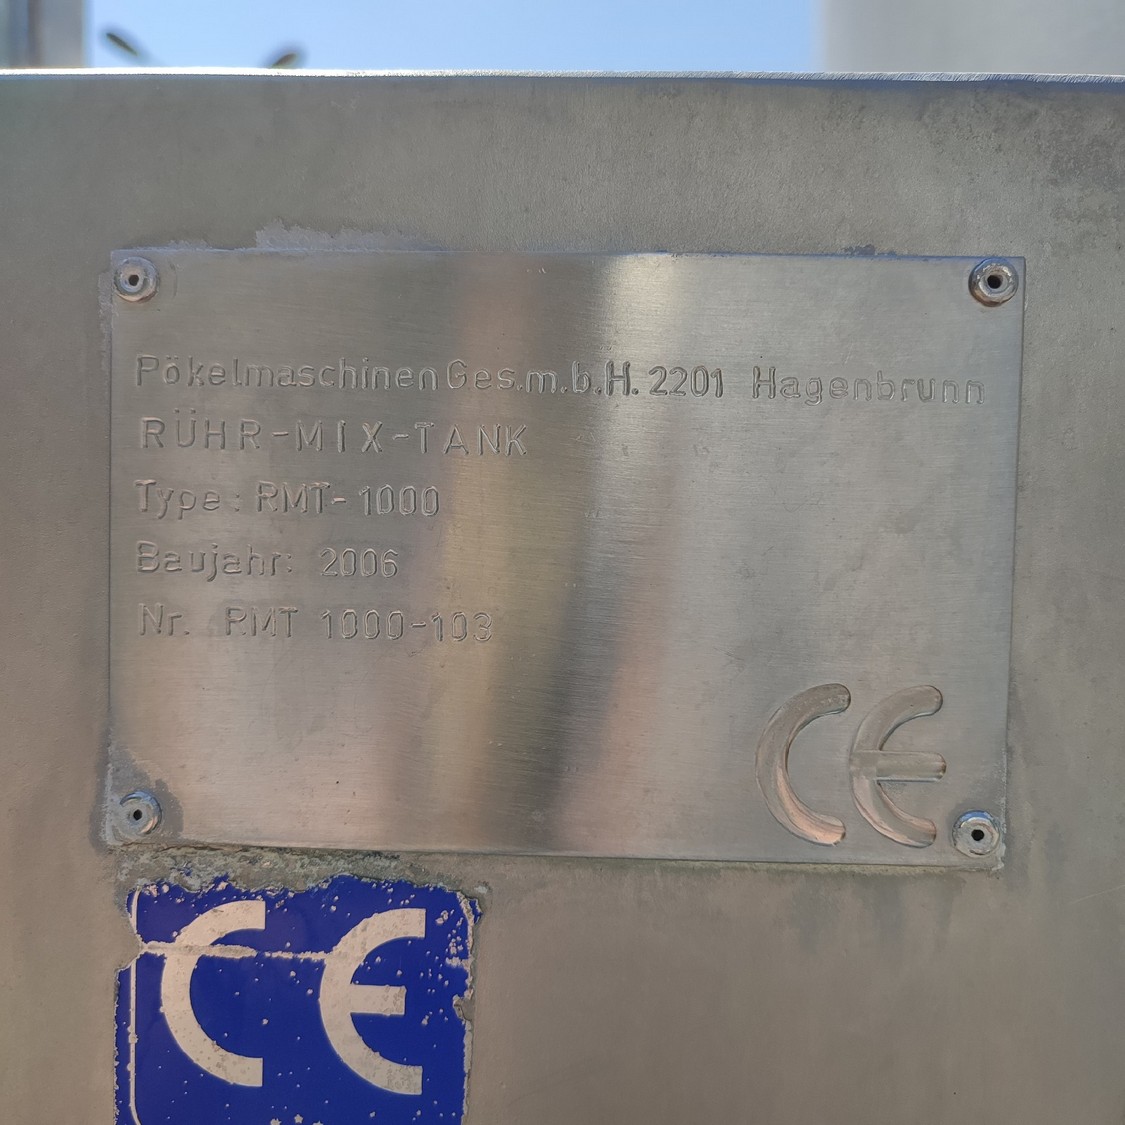 Pökelmaschinen Ges.m.b.H. 2201 Hagenbrunn
RÜHR-MIX-TANK
Type: RMT-1000
Baujahr: 2006
Nr. RMT 1000-103
CE
CE